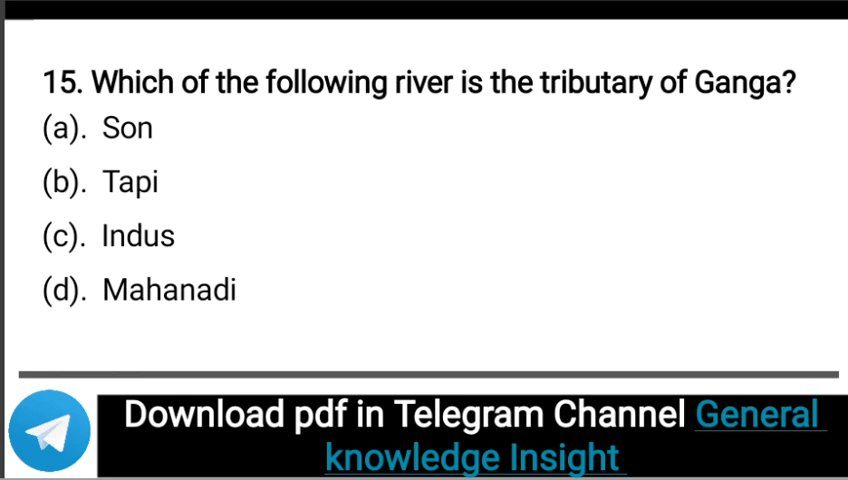 15. Which of the following river is the tributary of Ganga?
(a). Son
(b). Tapi
(c). Indus
(d). Mahanadi
Download pdf in Telegram Channel General
knowledge Insight